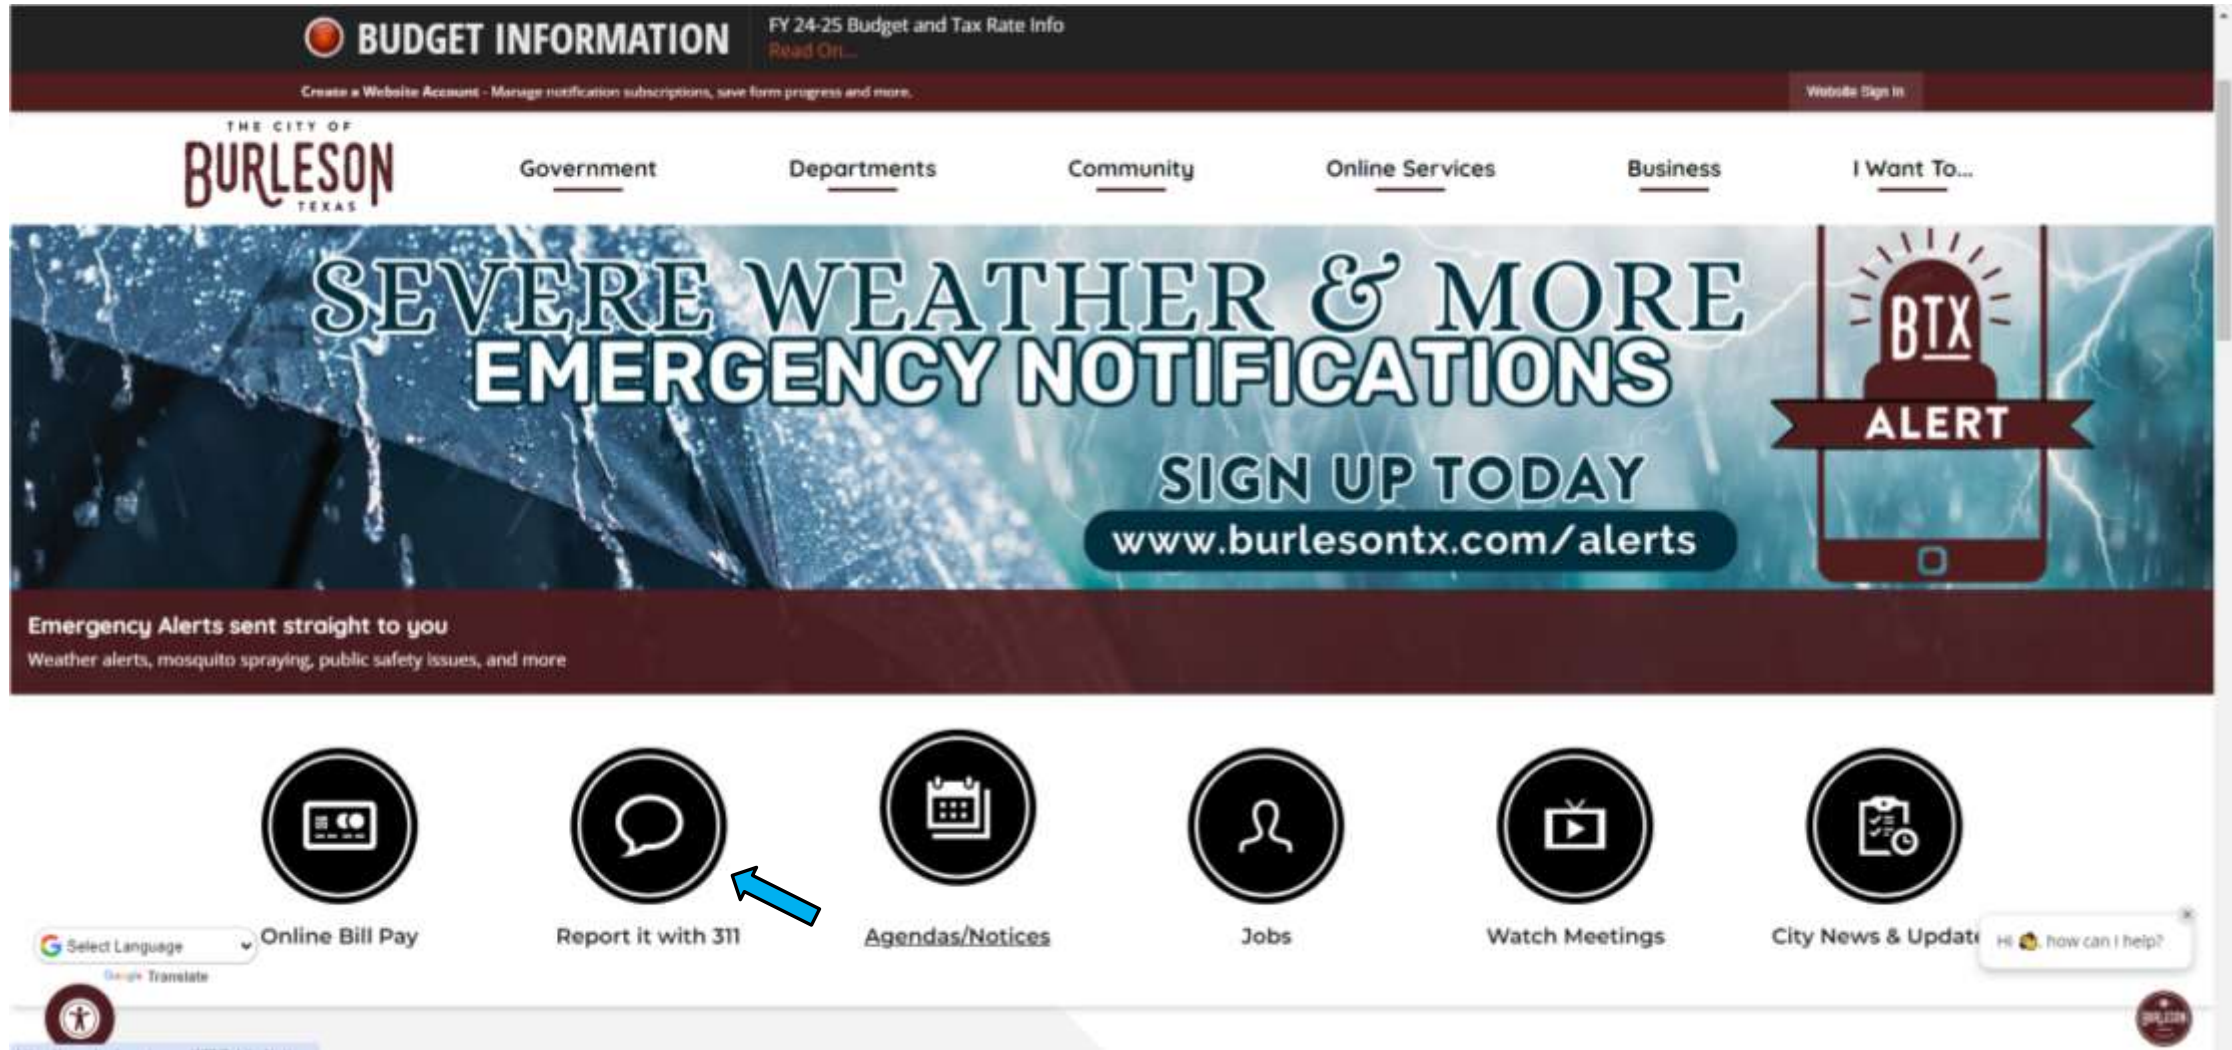 BUDGET INFORMATION
FY 24-25 Budget and Tax Rate Info
Read On...
Create a Website Account - Manage notification subscriptions, save form progress and more.
Website Sign In
THE CITY OF
BURLESON
TEXAS
Government
Departments
Community
Online Services
Business
I Want To...
SEVERE WEATHER & MORE
EMERGENCY NOTIFICATIONS
SIGN UP TODAY
www.burlesontx.com/alerts
BTX
ALERT
Emergency Alerts sent straight to you
Weather alerts, mosquito spraying, public safety issues, and more
Online Bill Pay
Report it with 311
Agendas/Notices
Jobs
Watch Meetings
City News & Update
Select Language
Google Translate
Hi , how can I help?
BURLESON